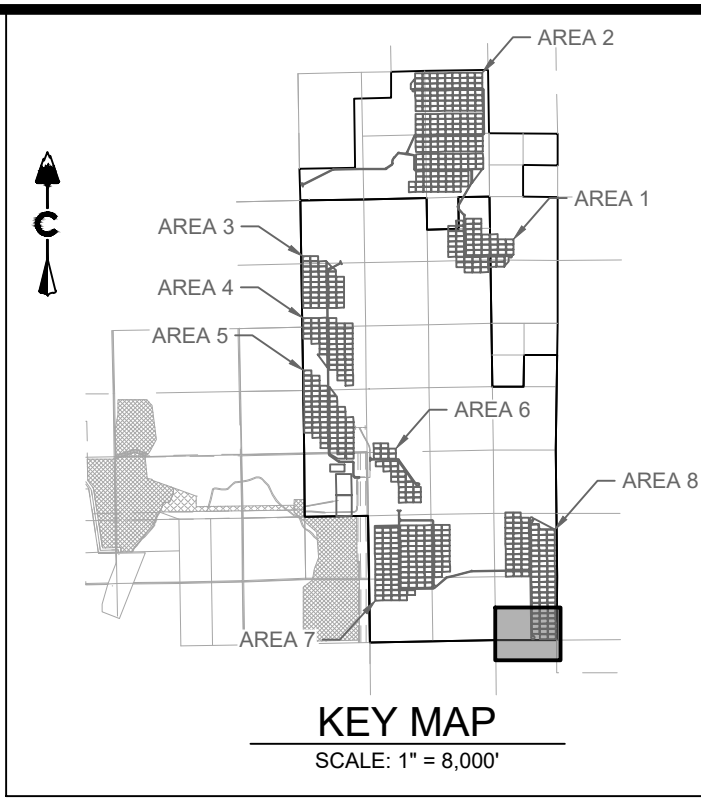 AREA 2
AREA 1
AREA 3
AREA 4
AREA 5
AREA 6
AREA 8
AREA 7
C
KEY MAP
SCALE: 1" = 8,000'